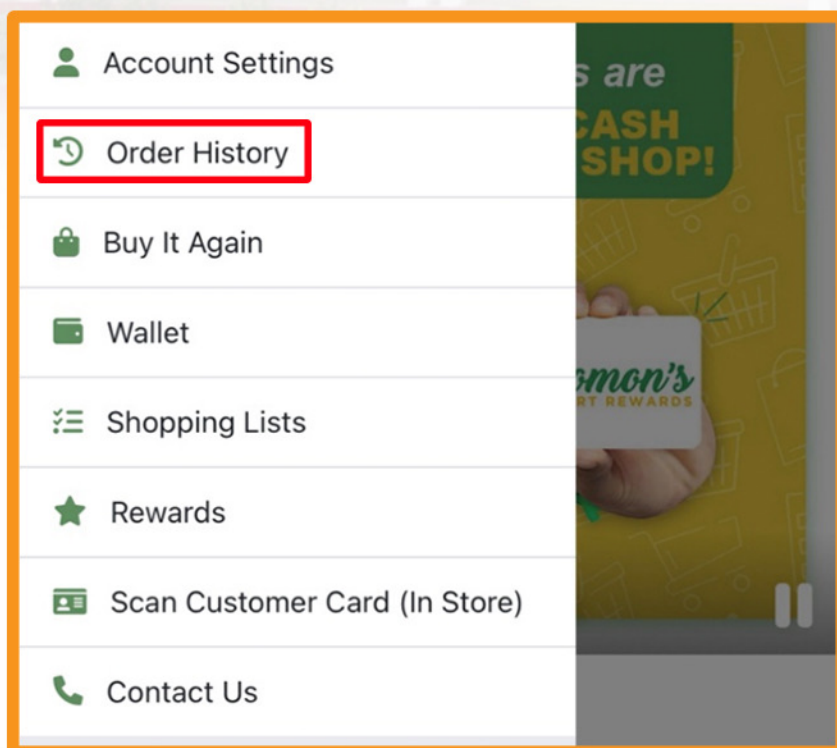 Account Settings
Order History
Buy It Again
Wallet
Shopping Lists
Rewards
Scan Customer Card (In Store)
Contact Us
s are
CASH
SHOP!
omon's
RT REWARDS